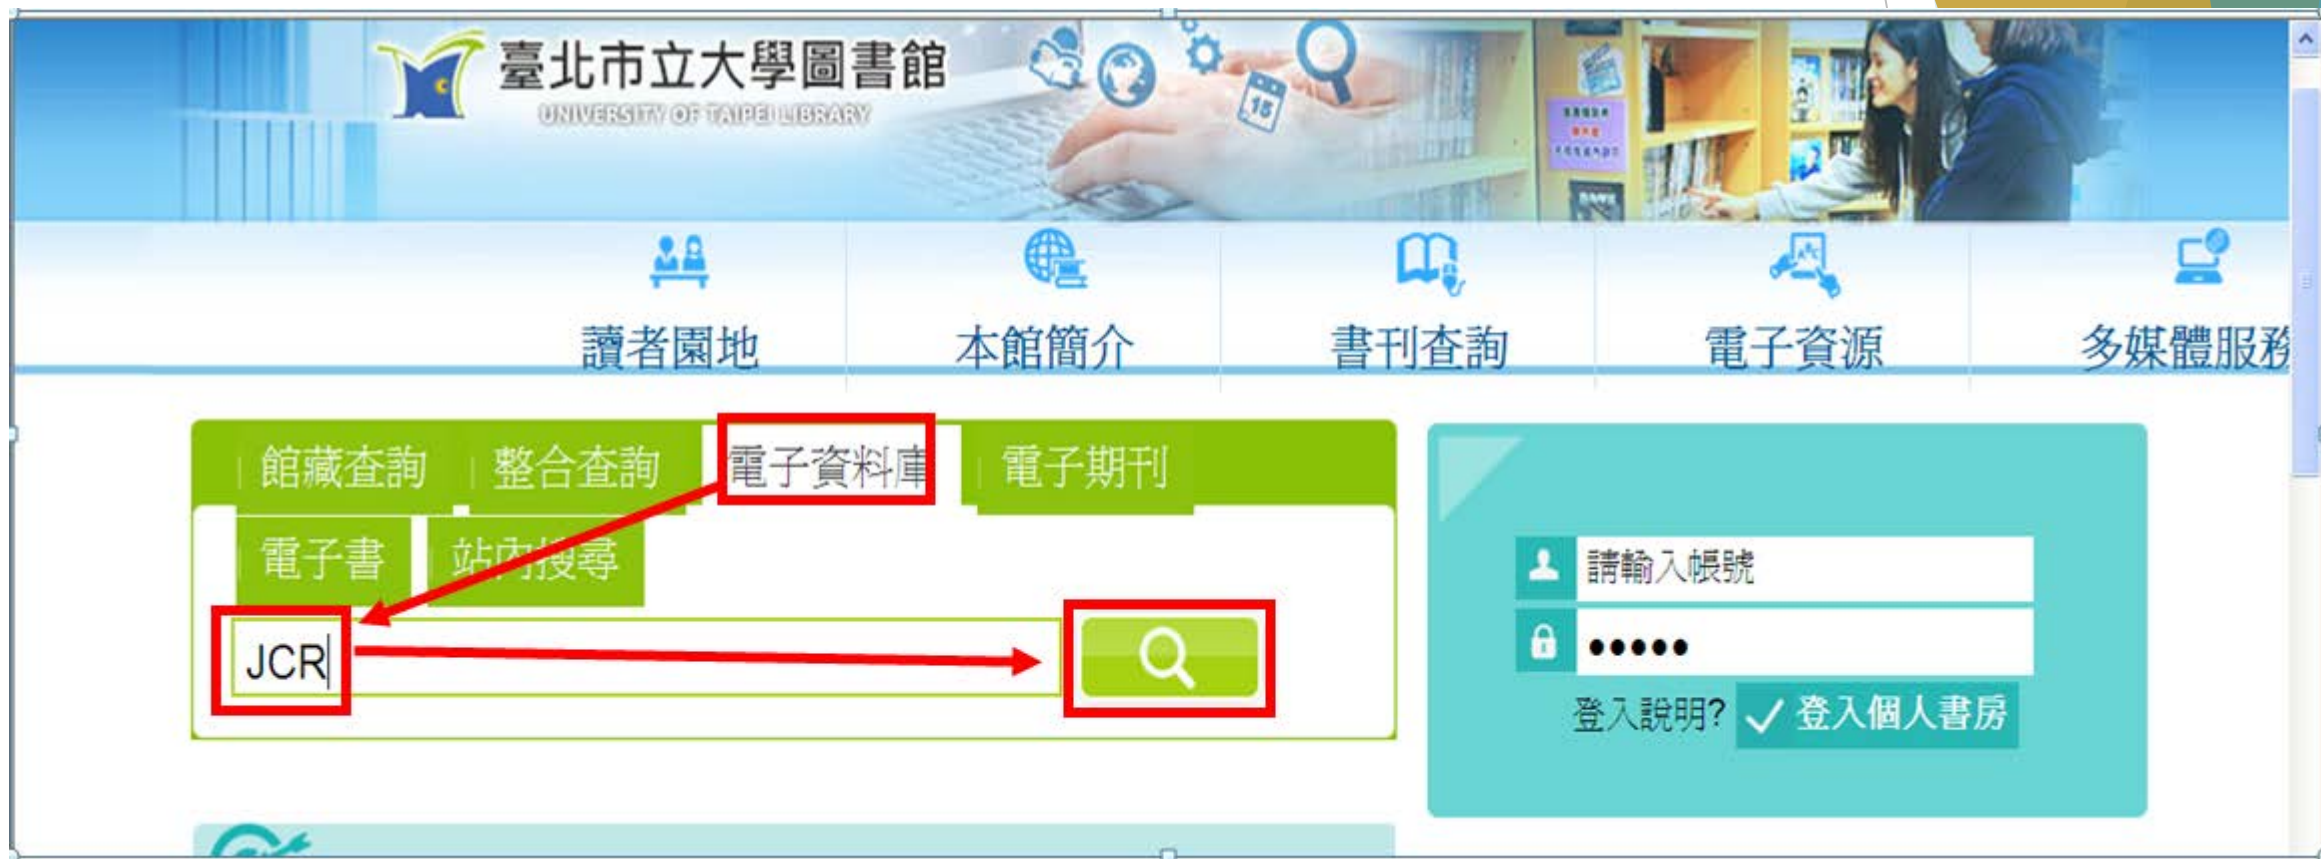 臺北市立大學圖書館
UNIVERSITY OF TAIPEI LIBRARY
15
讀者園地
本館簡介
書刊查詢
電子資源
多媒體服務
館藏查詢
整合查詢
電子資料庫
電子期刊
電子書
站內搜尋
JCR
請輸入帳號
•••••
登入說明?
登入個人書房